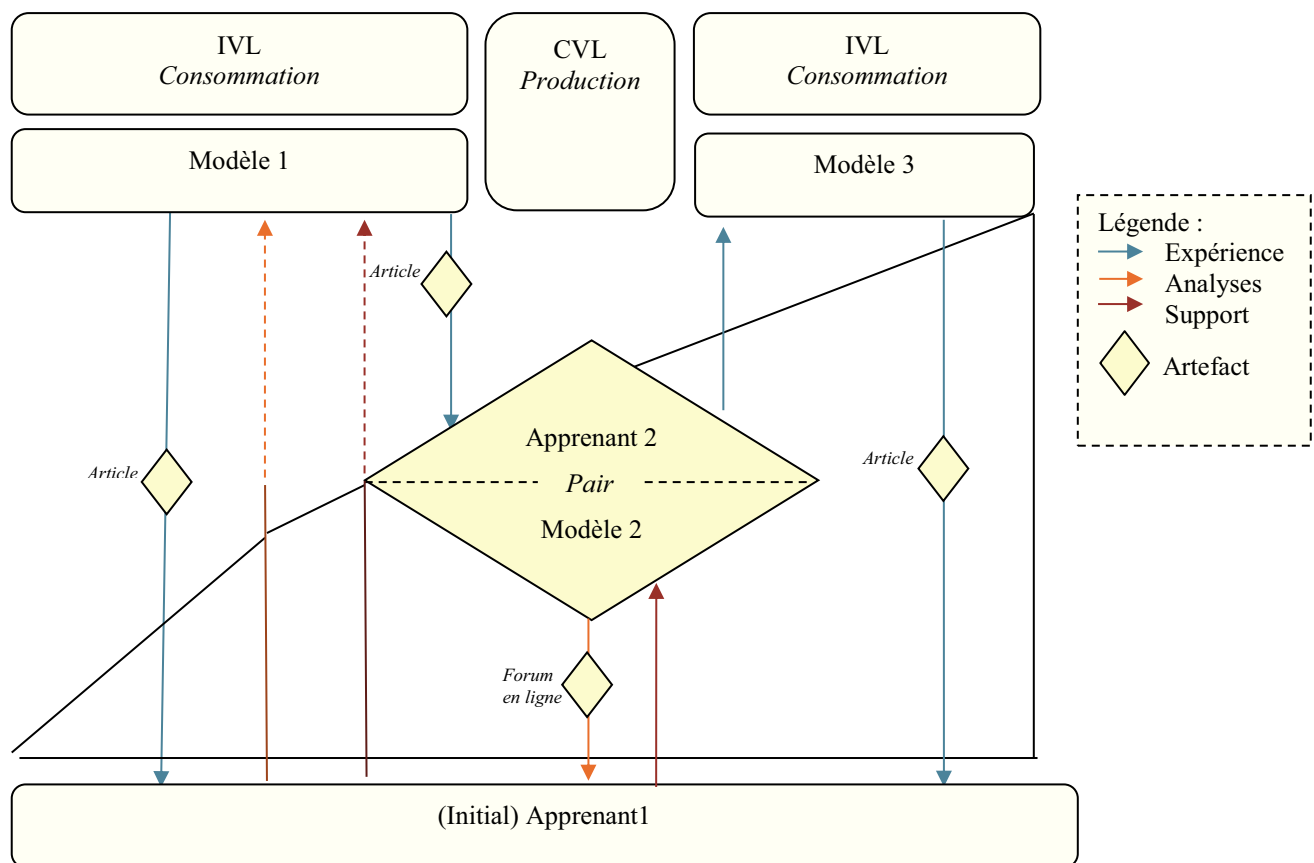 IVL
Consommation
CVL
Production
IVL
Consommation
Modèle 1
Modèle 3
Légende :
Expérience
Analyses
Support
Artefact
Article
Apprenant 2
Pair
Modèle 2
Article
Article
Forum
en ligne
(Initial) Apprenant1